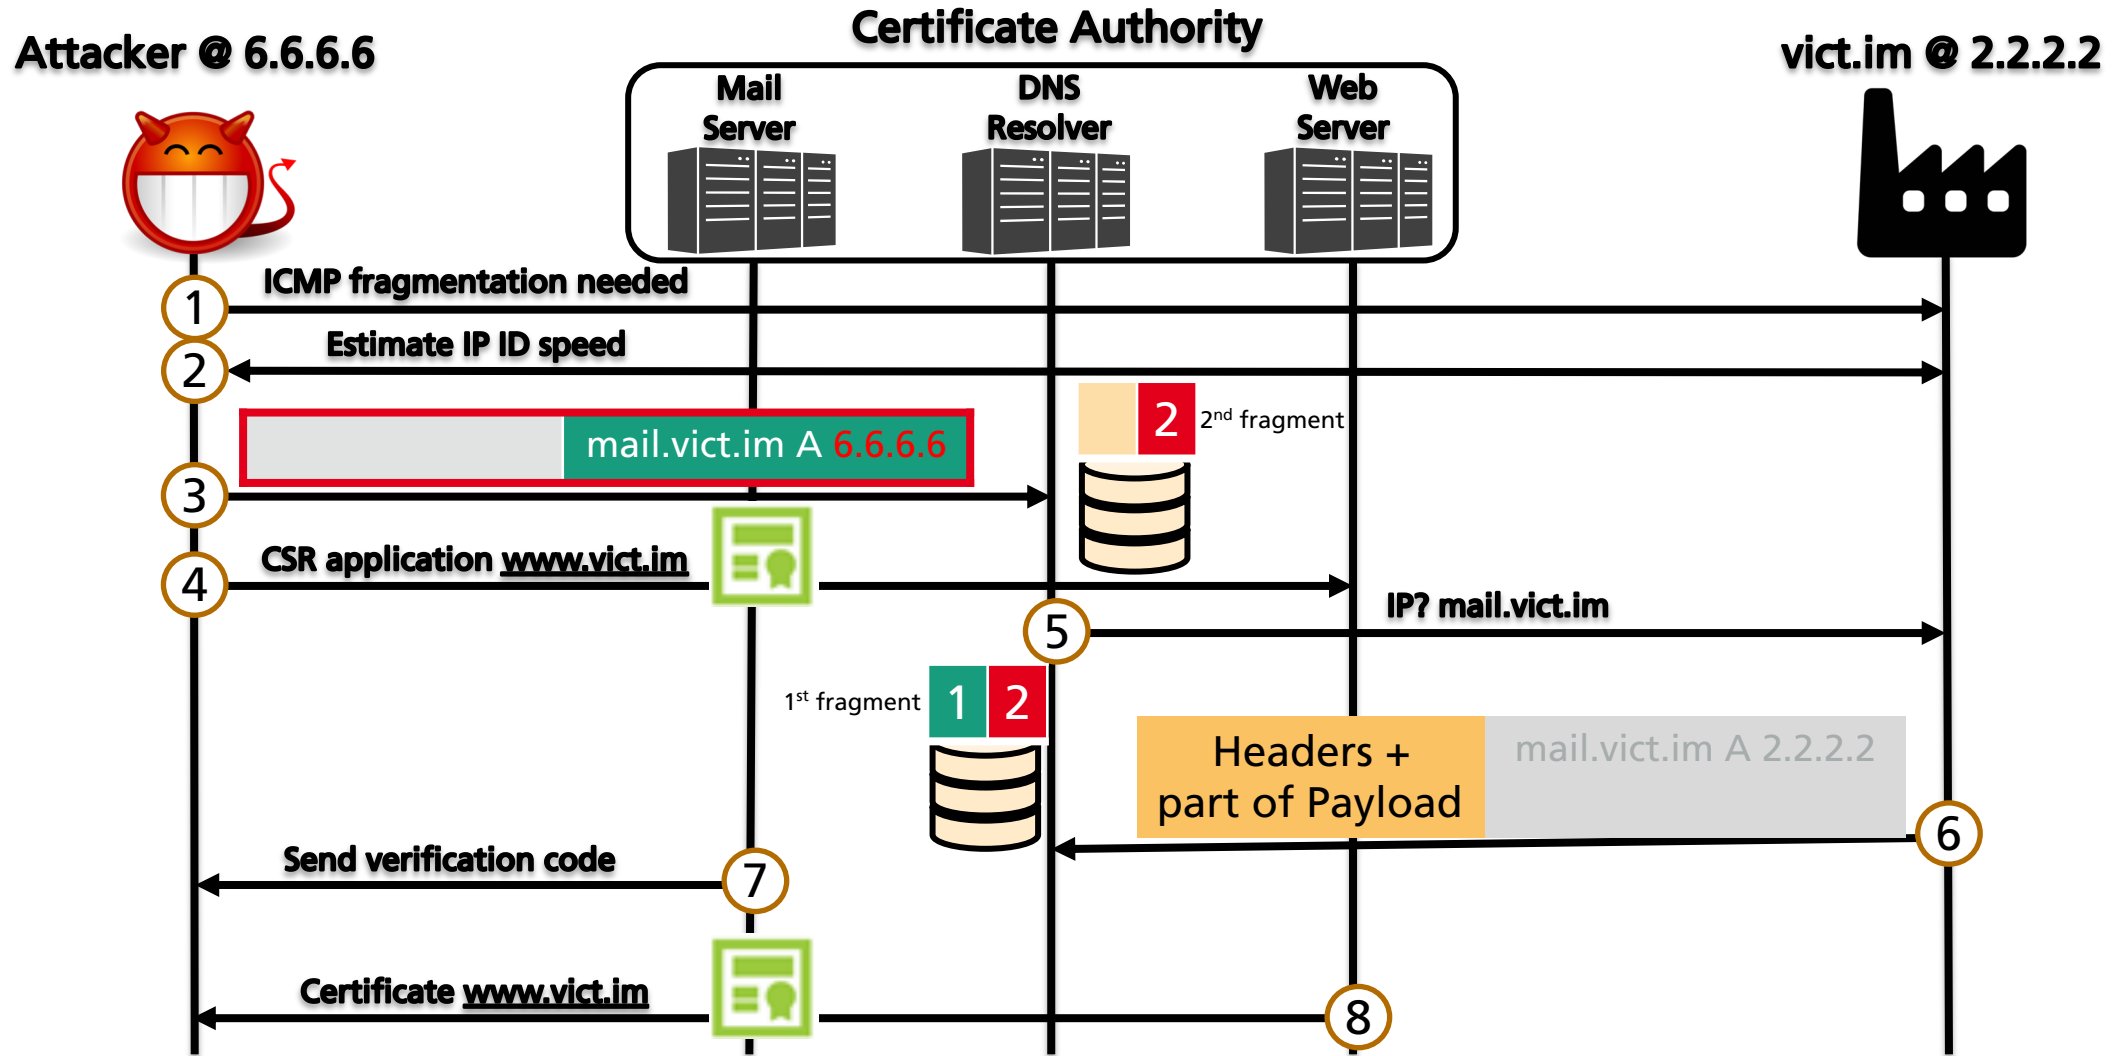 Certificate Authority
Attacker @ 6.6.6.6
vict.im @ 2.2.2.2
Mail
Server
DNS
Resolver
Web
Server
1
ICMP fragmentation needed
2
Estimate IP ID speed
3
mail.vict.im A 6.6.6.6
2
2nd fragment
4
CSR application www.vict.im
5
IP? mail.vict.im
1st fragment
1
2
Headers +
part of Payload
mail.vict.im A 2.2.2.2
6
7
Send verification code
8
Certificate www.vict.im